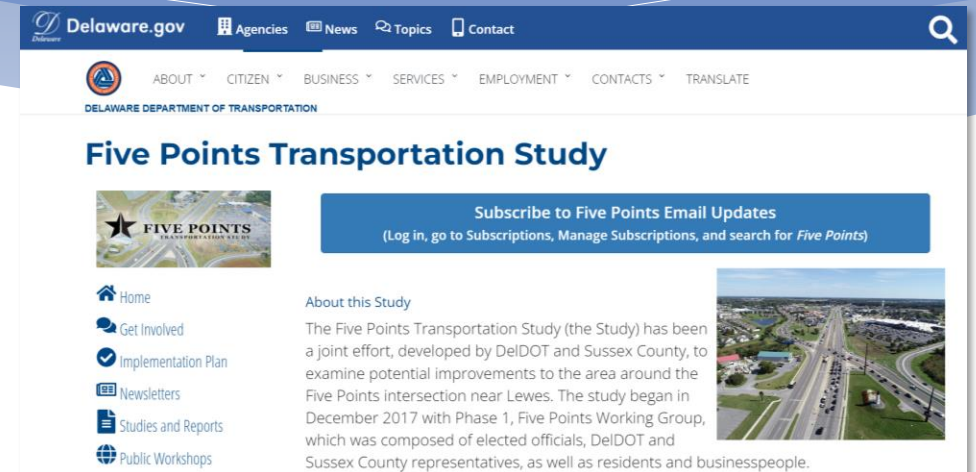 Delaware.gov Agencies News Topics Contact
Delaware
ABOUT CITIZEN BUSINESS SERVICES EMPLOYMENT CONTACTS TRANSLATE
DELAWARE DEPARTMENT OF TRANSPORTATION
Five Points Transportation Study
FIVE POINTS
TRANSPORTATION STUDY
Subscribe to Five Points Email Updates
(Log in, go to Subscriptions, Manage Subscriptions, and search for Five Points)
Home
Get Involved
Implementation Plan
Newsletters
Studies and Reports
Public Workshops
About this Study
The Five Points Transportation Study (the Study) has been
a joint effort, developed by DelDOT and Sussex County, to
examine potential improvements to the area around the
Five Points intersection near Lewes. The study began in
December 2017 with Phase 1, Five Points Working Group,
which was composed of elected officials, DelDOT and
Sussex County representatives, as well as residents and businesspeople.